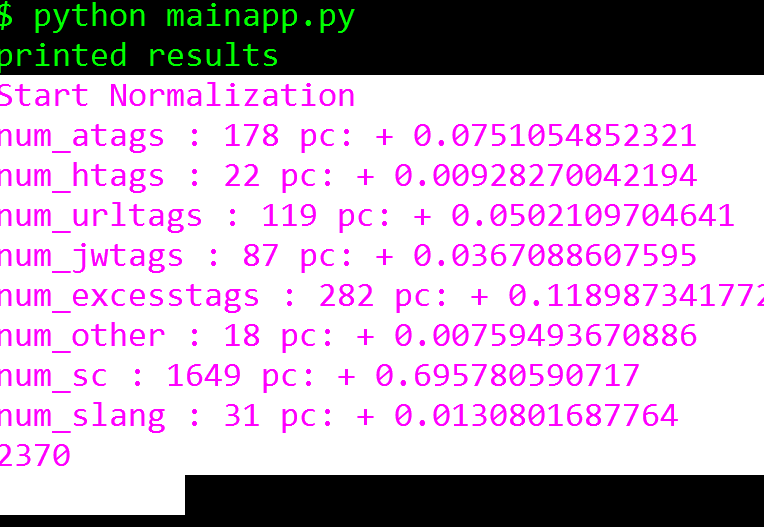 $ python mainapp.py
printed results
Start Normalization
num_atags : 178 pc: + 0.0751054852321
num_htags : 22 pc: + 0.00928270042194
num_urltags : 119 pc: + 0.0502109704641
num_jwtags : 87 pc: + 0.0367088607595
num_excesstags : 282 pc: + 0.118987341772
num_other : 18 pc: + 0.00759493670886
num_sc : 1649 pc: + 0.695780590717
num_slang : 31 pc: + 0.0130801687764
2370